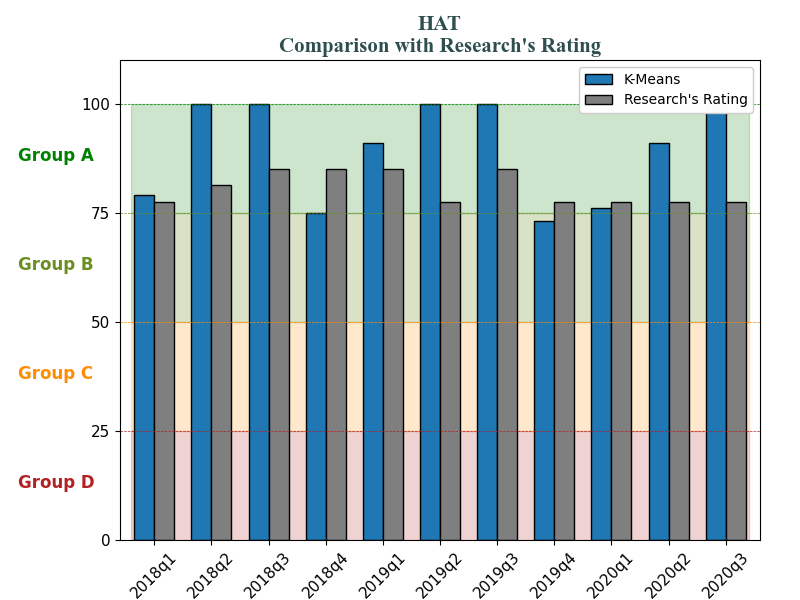 HAT
Comparison with Research's Rating
K-Means
Research's Rating
100
Group A
75
Group B
50
Group C
25
Group D
0
2018q1 2018q2 2018q3 2018q4 2019q1 2019q2 2019q3 2019q4 2020q1 2020q2 2020q3